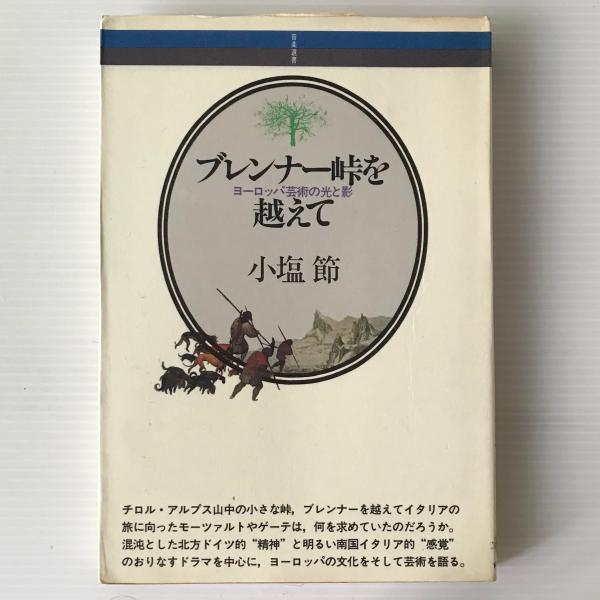 音楽選書
ブレンナー峠を
ヨーロッパ芸術の光と影
越えて
小塩 節
チロル・アルプス山中の小さな峠，ブレンナーを越えてイタリアの
旅に向ったモーツァルトやゲーテは，何を求めていたのだろうか。
混沌とした北方ドイツ的“精神”と明るい南国イタリア的“感覚”
のおりなすドラマを中心に，ヨーロッパの文化をそして芸術を語る。